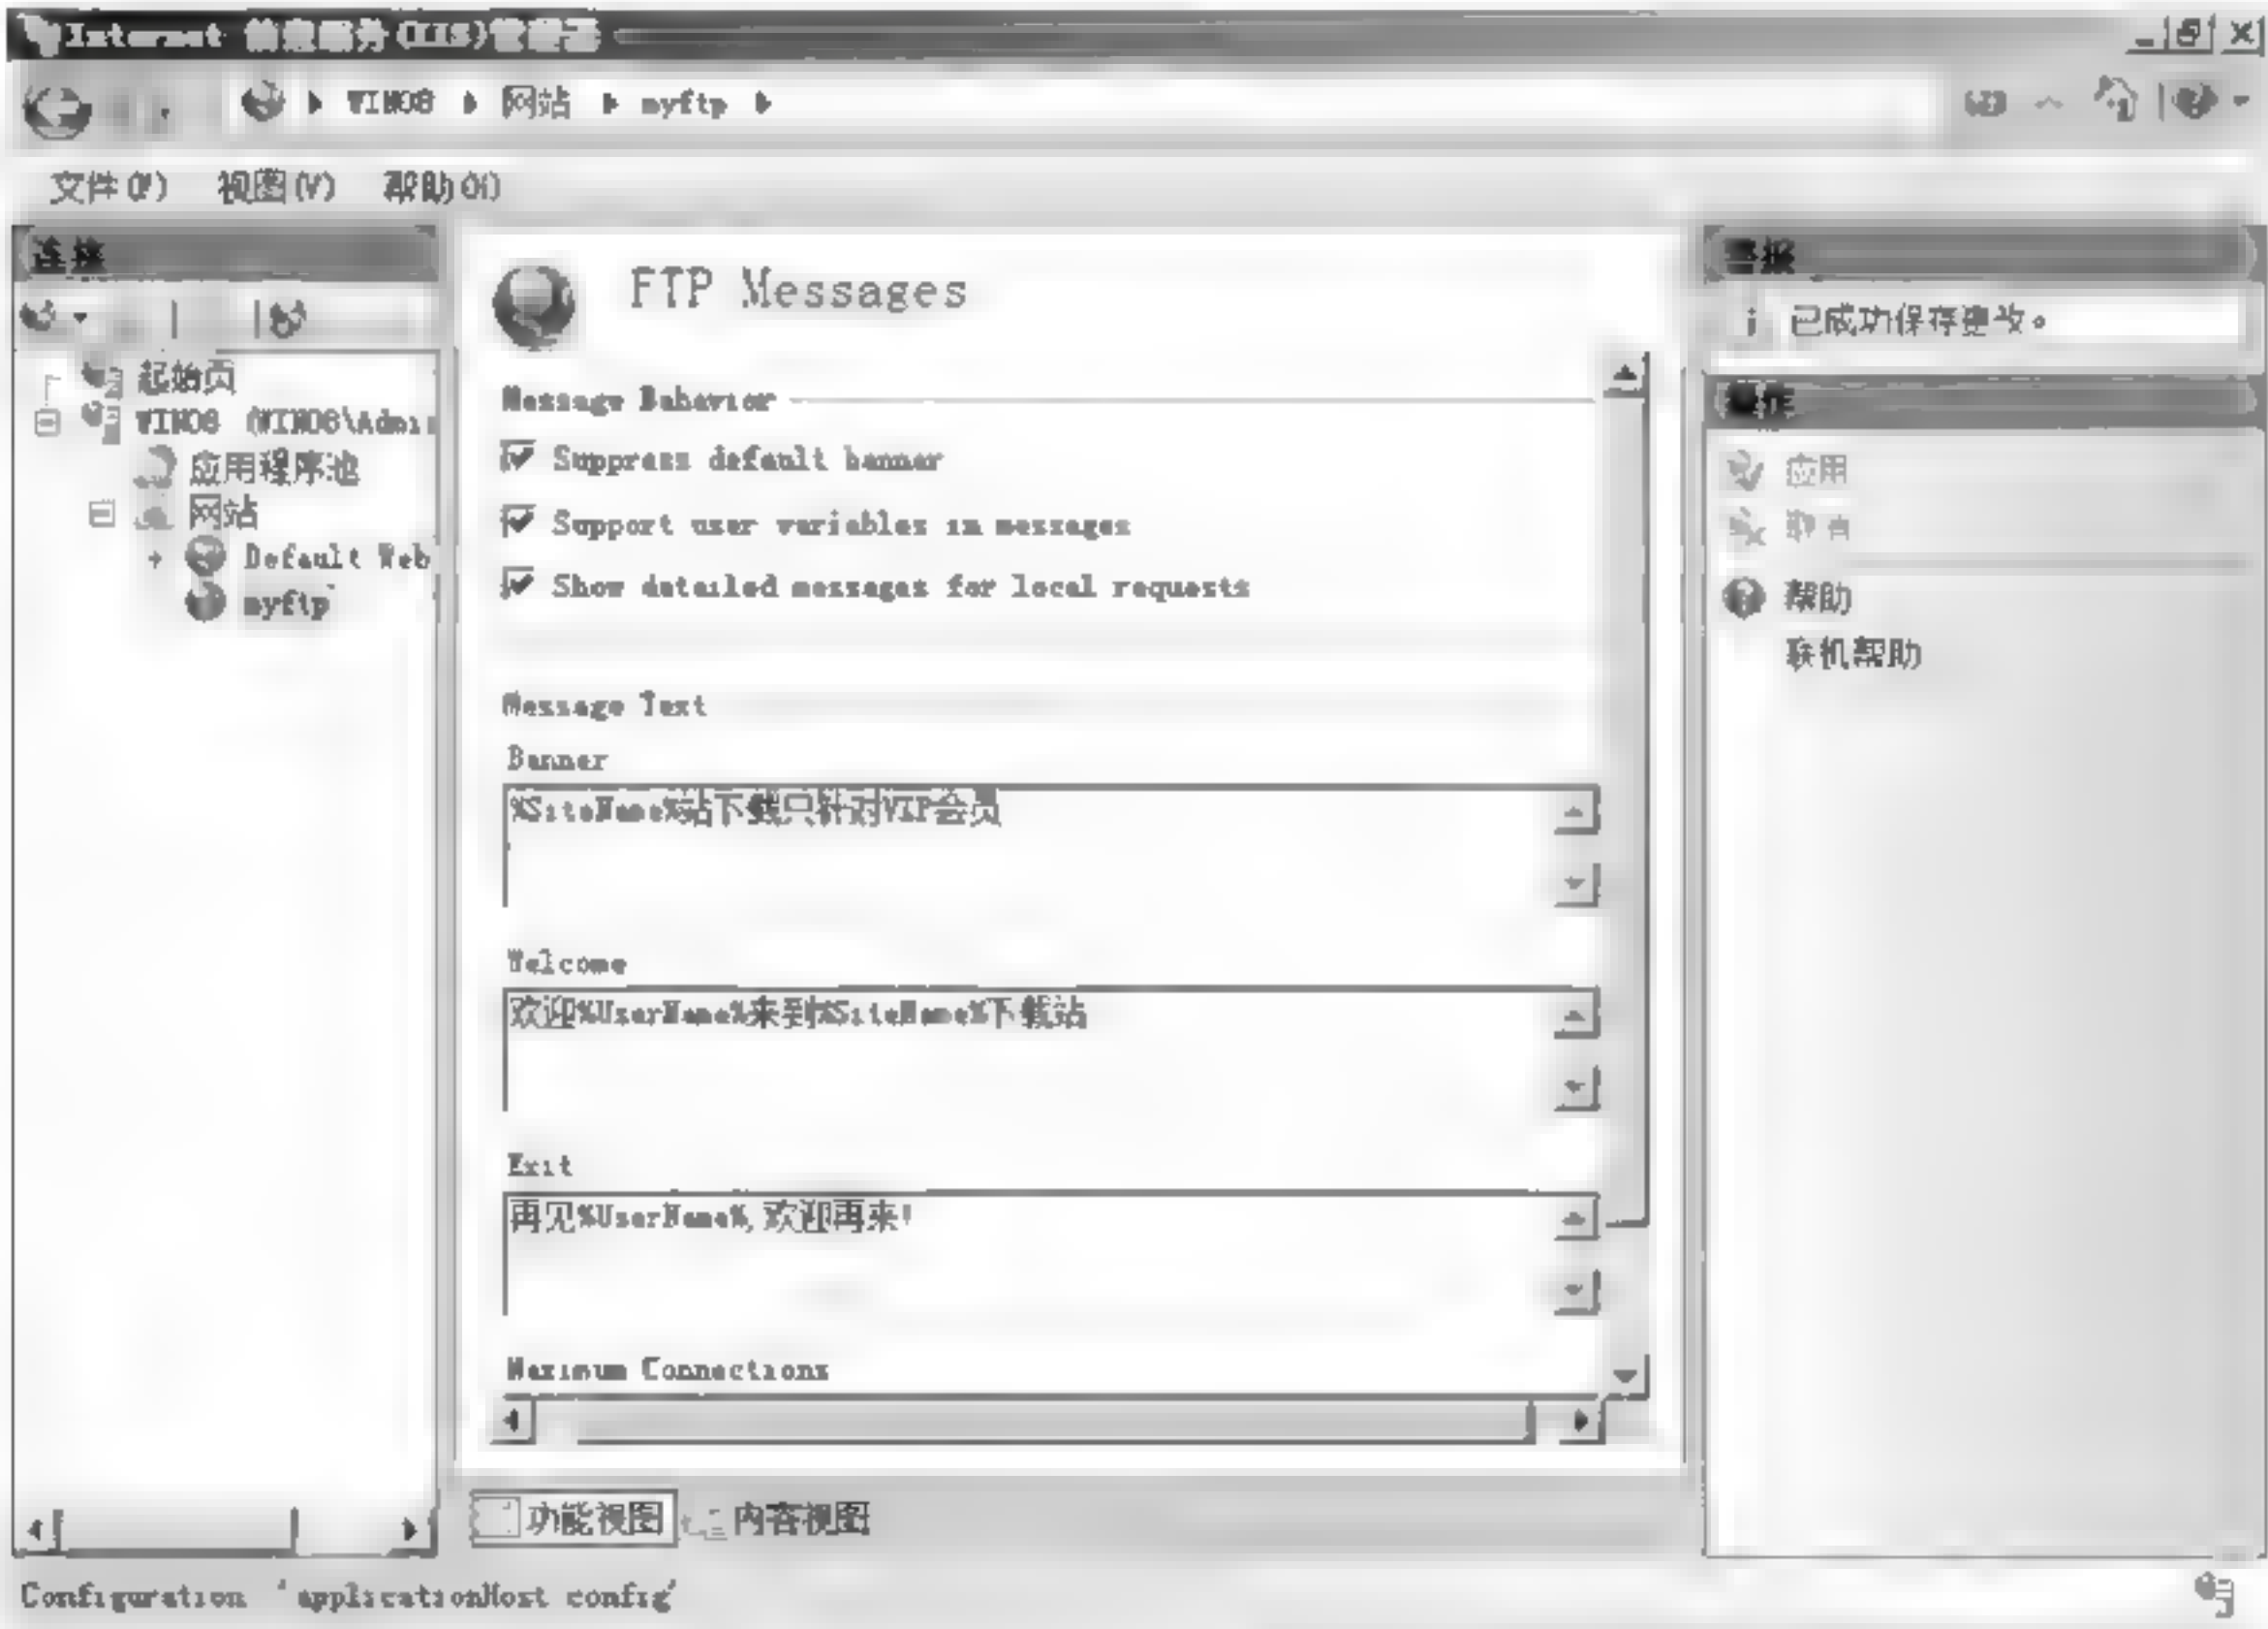 Internet 信息服务(IIS)管理器
WIN08 网站 myftp
文件(F) 视图(V) 帮助(H)
连接
起始页
WIN08 (WIN08\Admi
应用程序池
网站
Default Web
myftp
FTP Messages
Message Behavior
Suppress default banner
Support user variables in messages
Show detailed messages for local requests
Message Text
Banner
%SiteName%站下载只针对VIP会员
Welcome
欢迎%UserName%来到%SiteName%下载站
Exit
再见%UserName%,欢迎再来!
Maximum Connections
功能视图 内容视图
警报
已成功保存更改。
操作
应用
取消
帮助
联机帮助
Configuration 'applicationHost config'